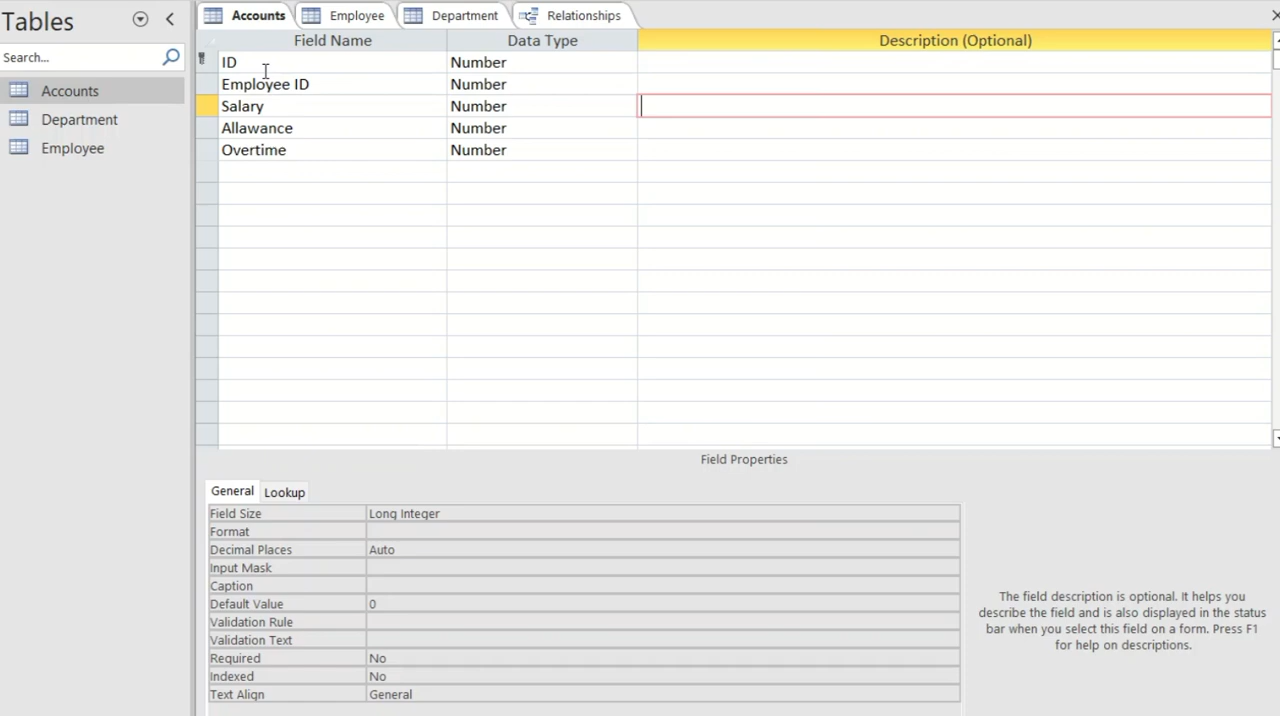 Tables
Search...
Accounts
Department
Employee
Accounts
Employee
Department
Relationships
Field Name
Data Type
Description (Optional)
ID
Number
Employee ID
Number
Salary
Number
Allawance
Number
Overtime
Number
Field Properties
General
Lookup
Field Size
Long Integer
Format
Decimal Places
Auto
Input Mask
Caption
Default Value
0
Validation Rule
Validation Text
Required
No
Indexed
No
Text Align
General
The field description is optional. It helps you
describe the field and is also displayed in the status
bar when you select this field on a form. Press F1
for help on descriptions.